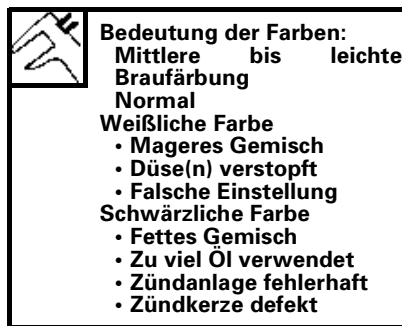 Bedeutung der Farben:
Mittlere bis leichte
Braufärbung
Normal
Weißliche Farbe
• Mageres Gemisch
• Düse(n) verstopft
• Falsche Einstellung
Schwärzliche Farbe
• Fettes Gemisch
• Zu viel Öl verwendet
• Zündanlage fehlerhaft
• Zündkerze defekt